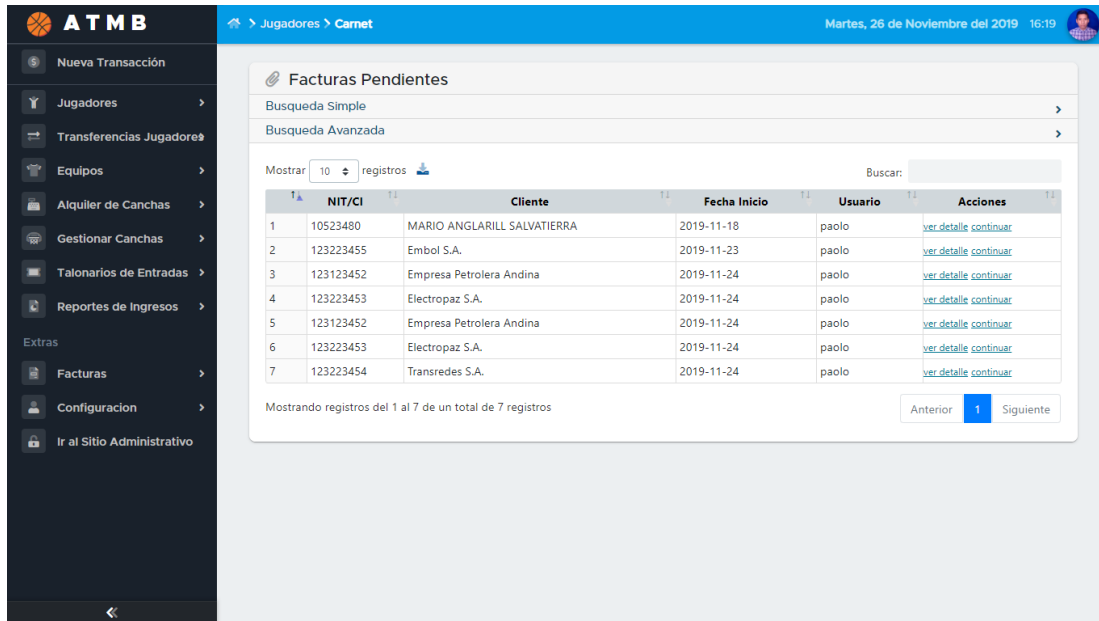 ATMB
> Jugadores > Carnet
Martes, 26 de Noviembre del 2019 16:19
Nueva Transacción
Jugadores
Transferencias Jugadores
Equipos
Alquiler de Canchas
Gestionar Canchas
Talonarios de Entradas
Reportes de Ingresos
Extras
Facturas
Configuracion
Ir al Sitio Administrativo
Facturas Pendientes
Busqueda Simple
Busqueda Avanzada
Mostrar 10 registros
Buscar:
NIT/CI Cliente Fecha Inicio Usuario Acciones
1 10523480 MARIO ANGLARILL SALVATIERRA 2019-11-18 paolo ver detalle continuar
2 123223455 Embol S.A. 2019-11-23 paolo ver detalle continuar
3 123123452 Empresa Petrolera Andina 2019-11-24 paolo ver detalle continuar
4 123223453 Electropaz S.A. 2019-11-24 paolo ver detalle continuar
5 123123452 Empresa Petrolera Andina 2019-11-24 paolo ver detalle continuar
6 123223453 Electropaz S.A. 2019-11-24 paolo ver detalle continuar
7 123223454 Transredes S.A. 2019-11-24 paolo ver detalle continuar
Mostrando registros del 1 al 7 de un total de 7 registros
Anterior 1 Siguiente